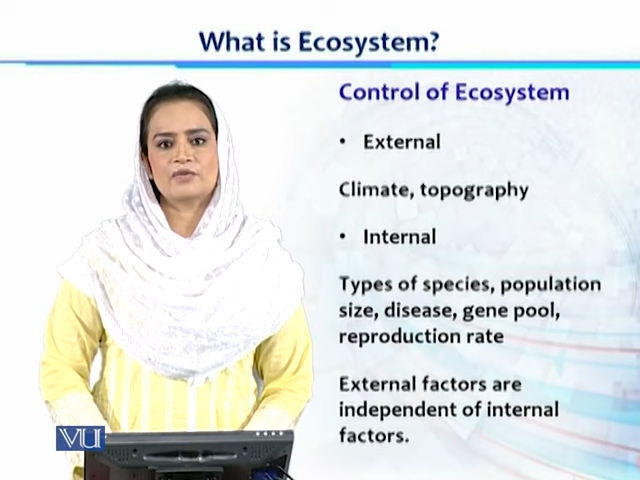 What is Ecosystem?
Control of Ecosystem
• External
Climate, topography
• Internal
Types of species, population
size, disease, gene pool,
reproduction rate
External factors are
independent of internal
factors.
VU